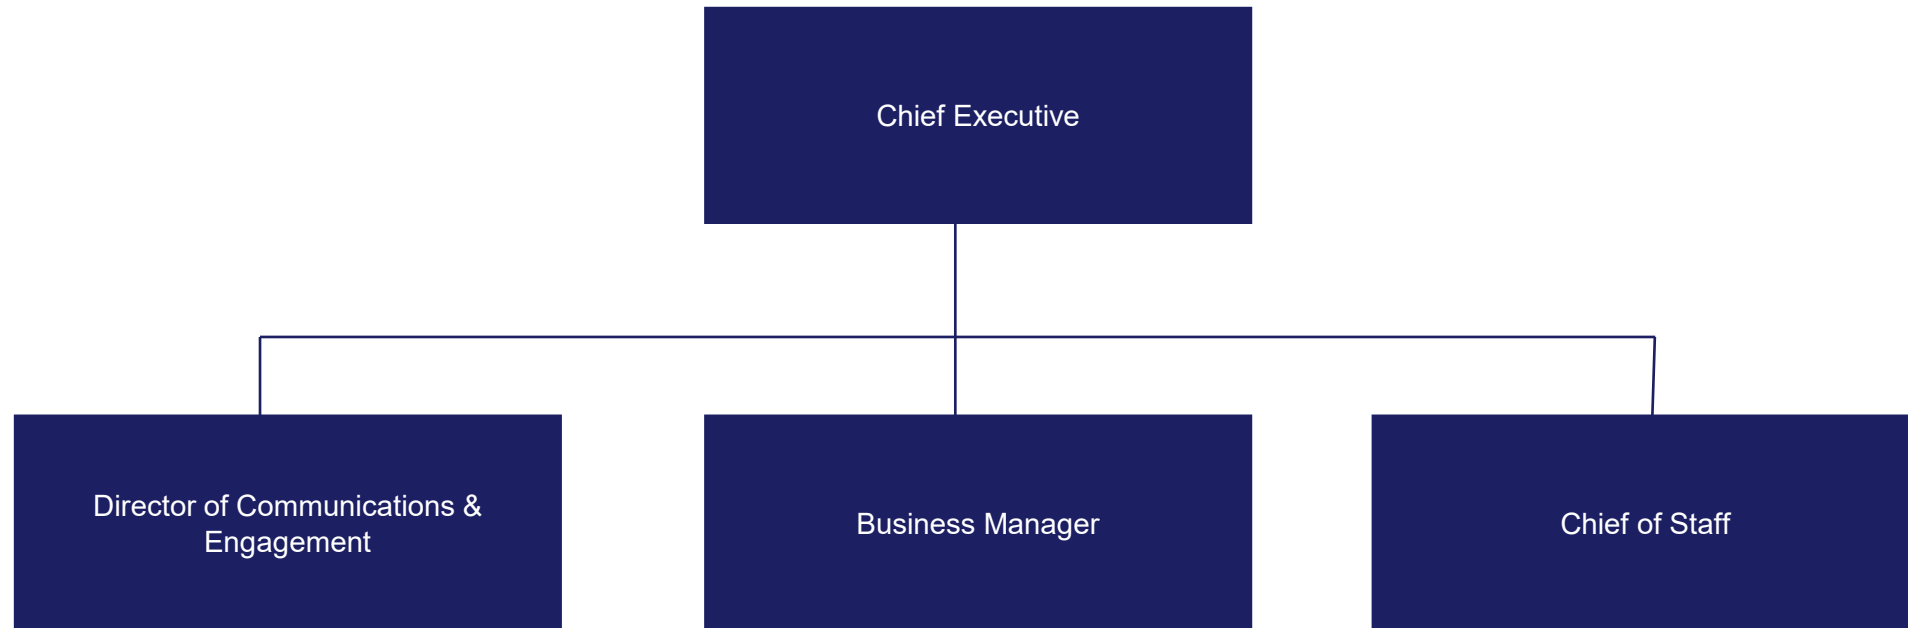 Chief Executive
Director of Communications &
Engagement
Business Manager
Chief of Staff